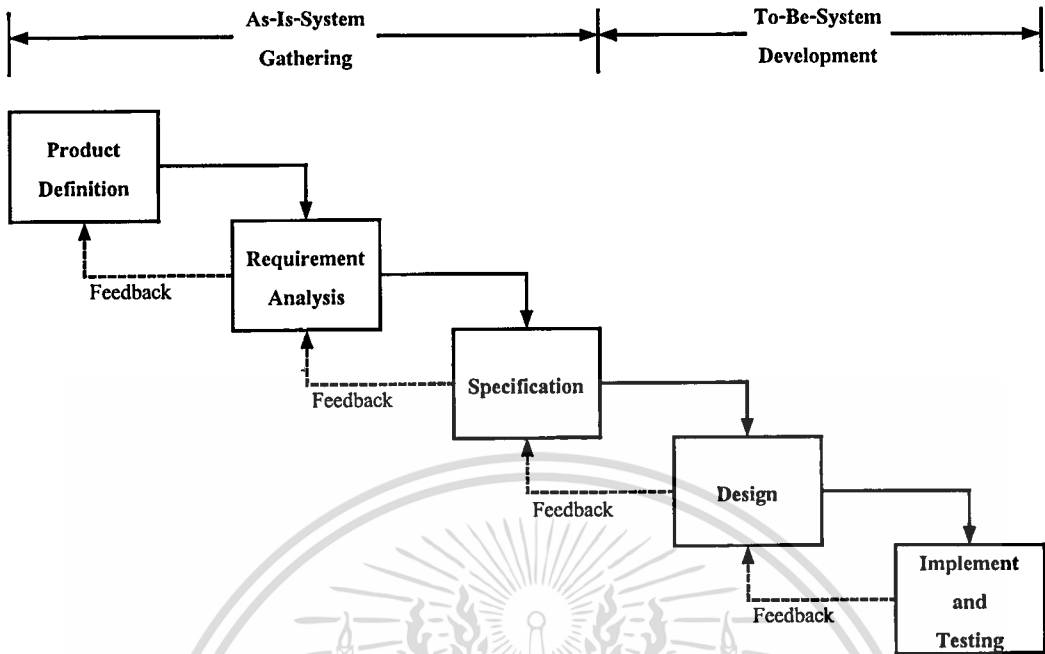 As-Is-System
Gathering
To-Be-System
Development
Product
Definition
Requirement
Analysis
Feedback
Specification
Feedback
Design
Feedback
Implement
and
Testing
Feedback